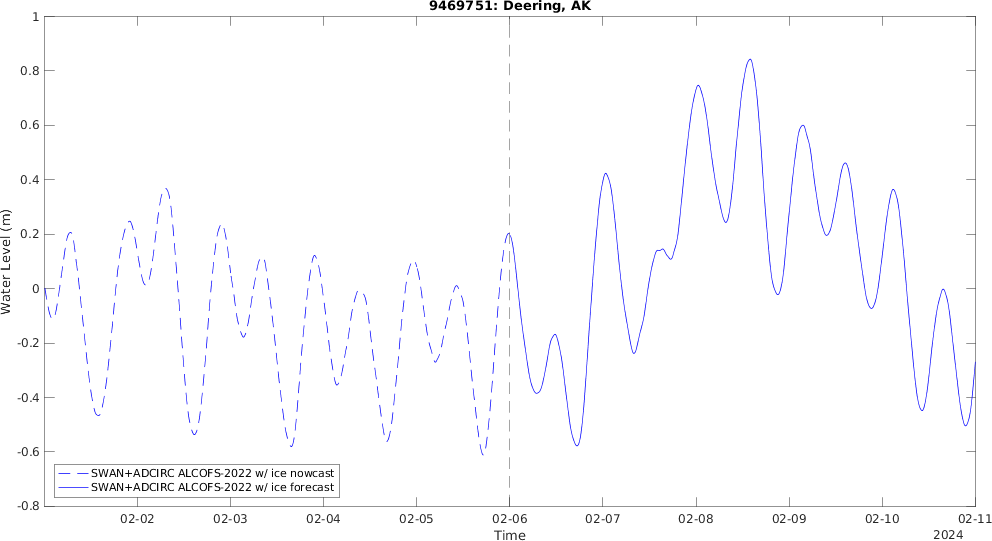 9469751: Deering, AK
1
0.8
0.6
0.4
0.2
0
-0.2
-0.4
-0.6
-0.8
Water Level (m)
SWAN+ADCIRC ALCOFS-2022 w/ ice nowcast
SWAN+ADCIRC ALCOFS-2022 w/ ice forecast
02-02 02-03 02-04 02-05 02-06 02-07 02-08 02-09 02-10 02-11
Time
2024